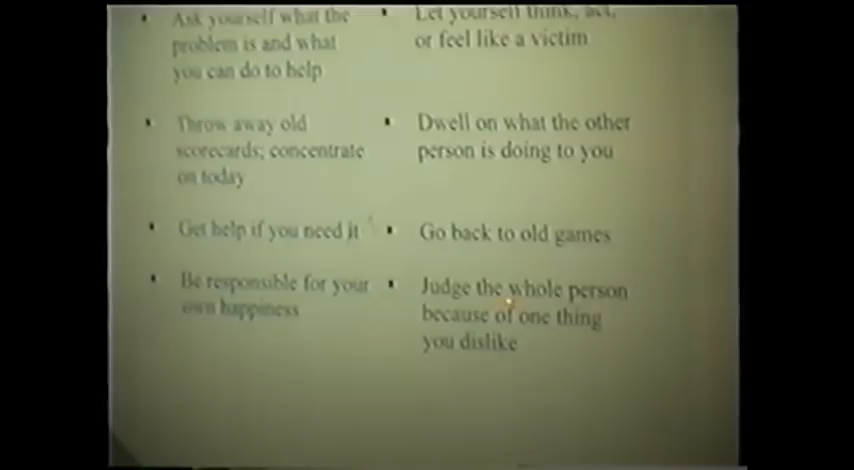 Ask yourself what the
problem is and what
you can do to help
Throw away old
scorecards; concentrate
on today
Get help if you need it
Be responsible for your
own happiness
Let yourself think, act,
or feel like a victim
Dwell on what the other
person is doing to you
Go back to old games
Judge the whole person
because of one thing
you dislike